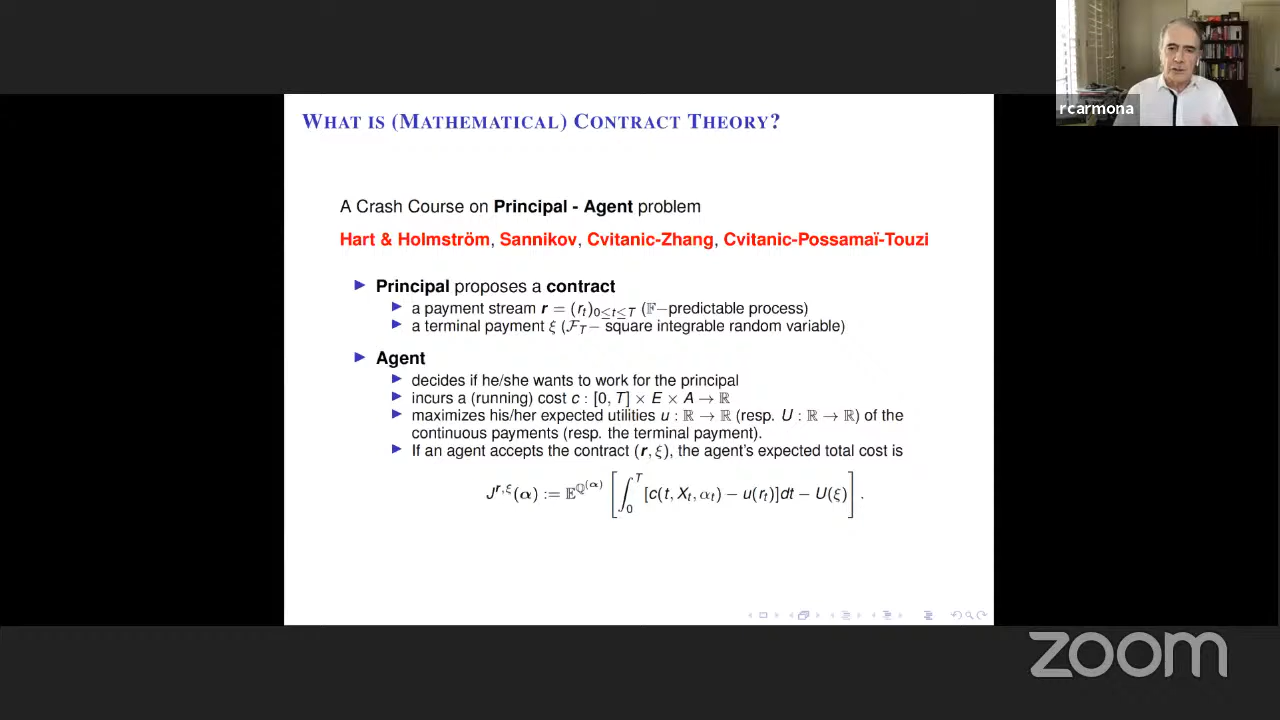 rcarmona
WHAT IS (MATHEMATICAL) CONTRACT THEORY?
A Crash Course on Principal - Agent problem
Hart & Holmström, Sannikov, Cvitanic-Zhang, Cvitanic-Possamaï-Touzi
Principal proposes a contract
a payment stream r = (r_t)_{0≤t≤T} (𝔽−predictable process)
a terminal payment ξ (ℱ_T− square integrable random variable)
Agent
decides if he/she wants to work for the principal
incurs a (running) cost c : [0, T] × E × A → ℝ
maximizes his/her expected utilities u : ℝ → ℝ (resp. U : ℝ → ℝ) of the
continuous payments (resp. the terminal payment).
If an agent accepts the contract (r, ξ), the agent's expected total cost is
J^{r,ξ}(α) := 𝔼^{ℚ^{(α)}} [ ∫_0^T [c(t, X_t, α_t) − u(r_t)]dt − U(ξ) ] .
zoom